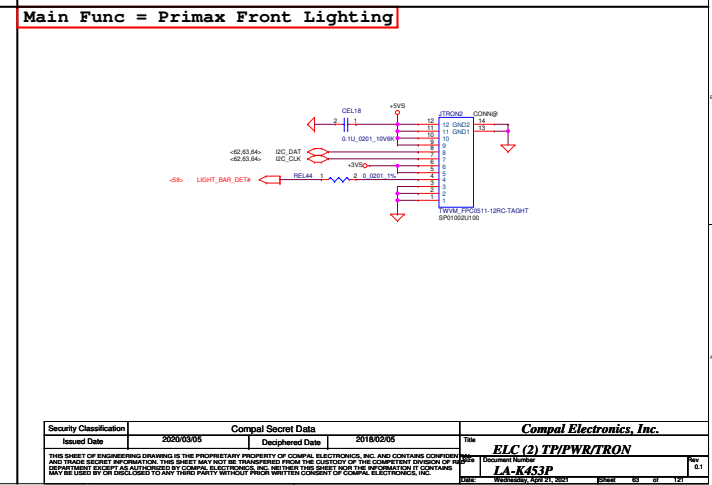 Main Func = Primax Front Lighting
+5VS
CEL18
2 1
0.1U_0201_10V6K
JTRON2 CONN@
12 12 GND2 14
11 11 GND1 13
10 10
9 9
<62,63,64> I2C_DAT 8 8
<62,63,64> I2C_CLK 7 7
+3VS 6 6
5 5
<58> LIGHT_BAR_DET# REL44 1 2 0_0201_1% 4 4
3 3
2 2
1 1
TWVM_FPC0511-12RC-TAGHT
SP01002U100
Security Classification Compal Secret Data
Issued Date 2020/03/05 Deciphered Date 2018/02/05
THIS SHEET OF ENGINEERING DRAWING IS THE PROPRIETARY PROPERTY OF COMPAL ELECTRONICS, INC. AND CONTAINS CONFIDENTIAL
AND TRADE SECRET INFORMATION. THIS SHEET MAY NOT BE TRANSFERED FROM THE CUSTODY OF THE COMPETENT DIVISION OF R&D
DEPARTMENT EXCEPT AS AUTHORIZED BY COMPAL ELECTRONICS, INC. NEITHER THIS SHEET NOR THE INFORMATION IT CONTAINS
MAY BE USED BY OR DISCLOSED TO ANY THIRD PARTY WITHOUT PRIOR WRITTEN CONSENT OF COMPAL ELECTRONICS, INC.
Compal Electronics, Inc.
Title
ELC (2) TP/PWR/TRON
Size Document Number Rev
LA-K453P 0.1
Date: Wednesday, April 21, 2021 Sheet 63 of 121